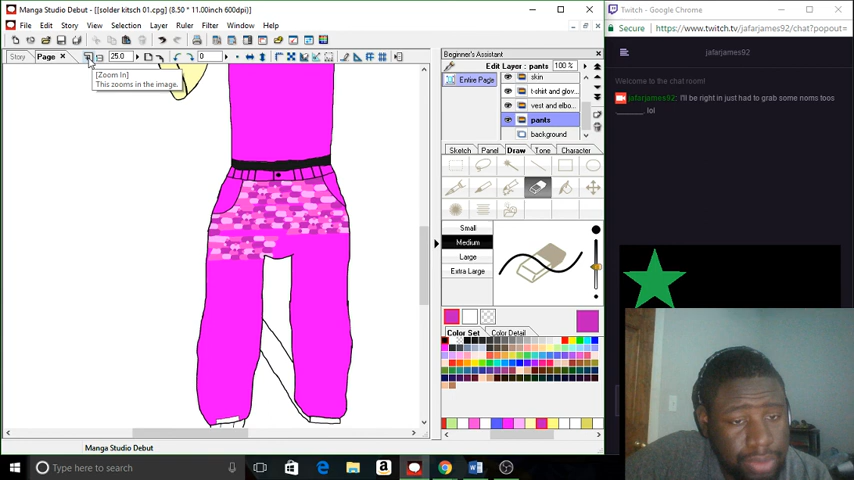 Manga Studio Debut - [[solder kitsch 01.cpg] (8.50 * 11.00inch 600dpi)]
File Edit Story View Selection Layer Ruler Filter Window Help
Story Page 25.0 0
[Zoom In]
This zooms in the image.
Beginner's Assistant
Edit Layer : pants 100 %
Entire Page
skin
t-shirt and glov...
vest and elbo...
pants
background
Sketch Panel Draw Tone Character
Small
Medium
Large
Extra Large
Color Set Color Detail
Manga Studio Debut
Type here to search
Twitch - Google Chrome
Secure https://www.twitch.tv/jafarjames92/chat?popout=
jafarjames92
Welcome to the chat room!
jafarjames92: I'll be right in just had to grab some noms toos
_______ lol